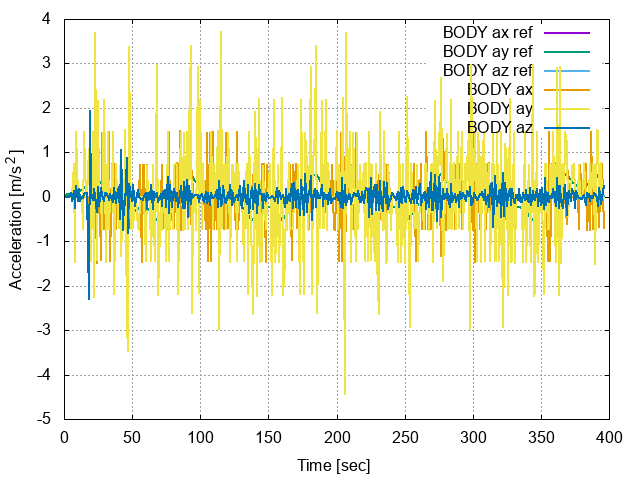 4
BODY ax ref
BODY ay ref
3
BODY az ref
BODY ax
2
BODY ay
BODY az
1
0
-1
-2
-3
-4
-5
Acceleration [m/s²]
0 50 100 150 200 250 300 350 400
Time [sec]